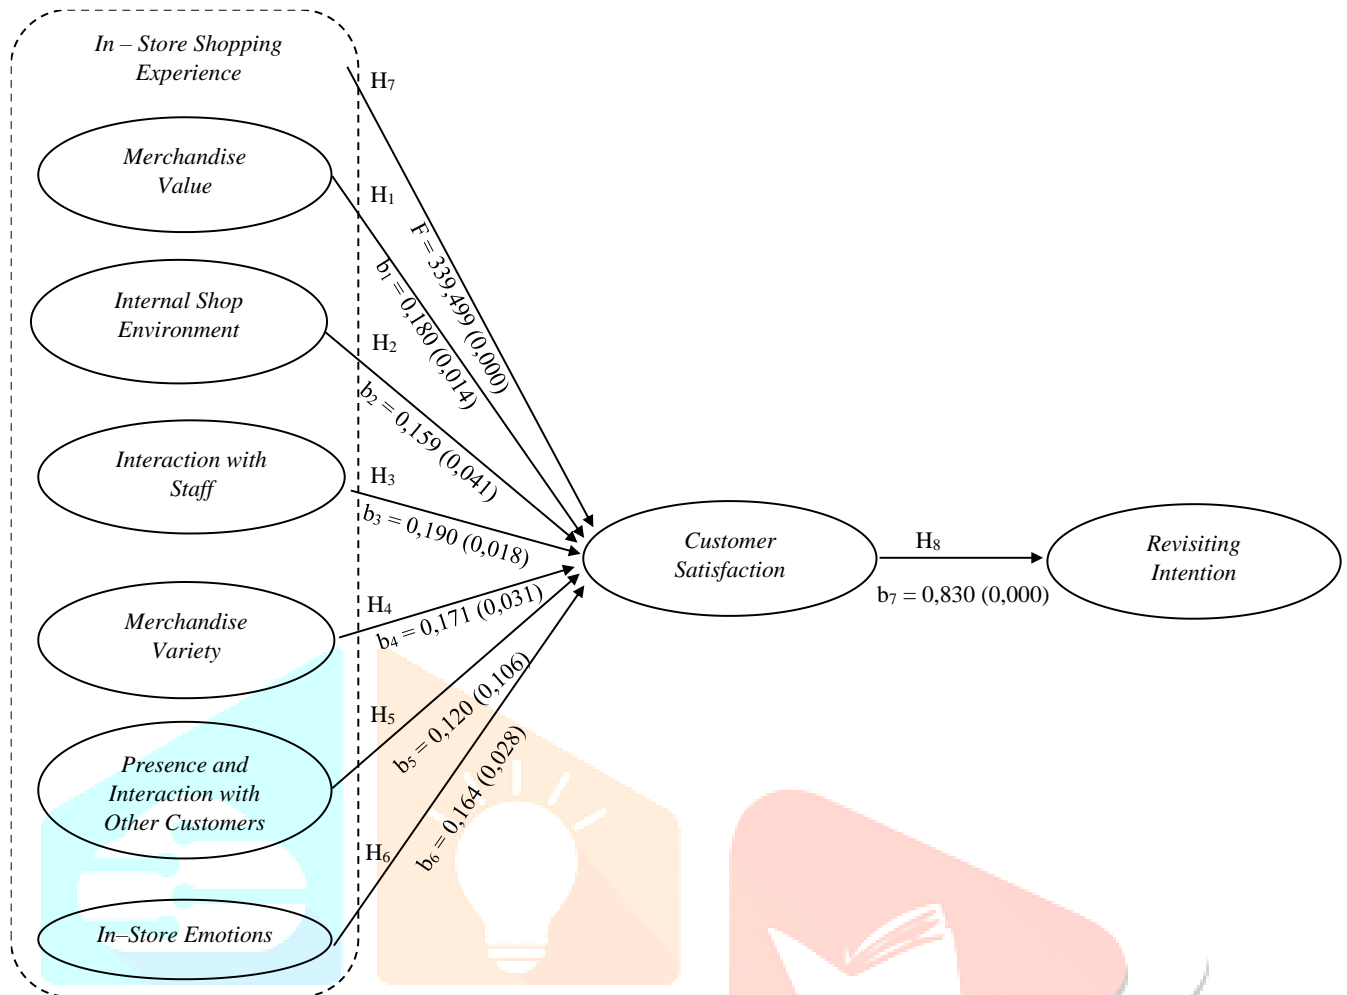 In – Store Shopping
Experience
H₇
Merchandise
Value
H₁
F = 339,499 (0,000)
b₁ = 0,180 (0,014)
Internal Shop
Environment
H₂
b₂ = 0,159 (0,041)
Interaction with
Staff
H₃
b₃ = 0,190 (0,018)
Customer
Satisfaction
H₈
b₇ = 0,830 (0,000)
Revisiting
Intention
Merchandise
Variety
H₄
b₄ = 0,171 (0,031)
Presence and
Interaction with
Other Customers
H₅
b₅ = 0,120 (0,106)
In–Store Emotions
H₆
b₆ = 0,164 (0,028)